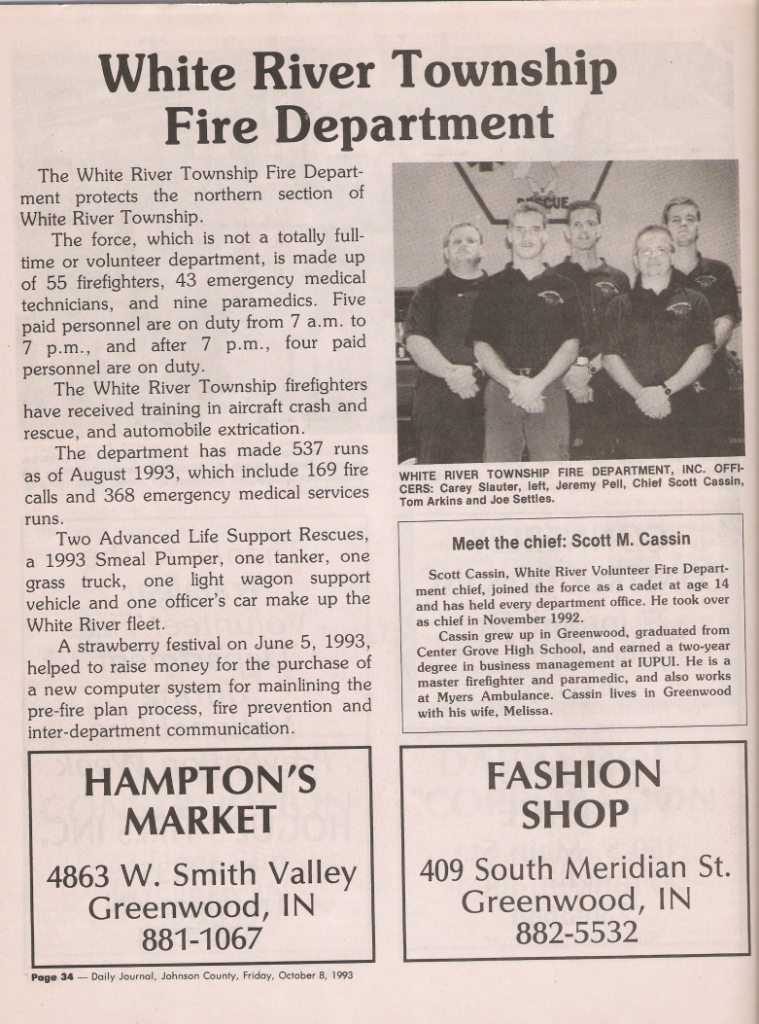 White River Township
Fire Department
The White River Township Fire Depart-
ment protects the northern section of
White River Township.
The force, which is not a totally full-
time or volunteer department, is made up
of 55 firefighters, 43 emergency medical
technicians, and nine paramedics. Five
paid personnel are on duty from 7 a.m. to
7 p.m., and after 7 p.m., four paid
personnel are on duty.
The White River Township firefighters
have received training in aircraft crash and
rescue, and automobile extrication.
The department has made 537 runs
as of August 1993, which include 169 fire
calls and 368 emergency medical services
runs.
Two Advanced Life Support Rescues,
a 1993 Smeal Pumper, one tanker, one
grass truck, one light wagon support
vehicle and one officer's car make up the
White River fleet.
A strawberry festival on June 5, 1993,
helped to raise money for the purchase of
a new computer system for mainlining the
pre-fire plan process, fire prevention and
inter-department communication.
RESCUE
WHITE RIVER TOWNSHIP FIRE DEPARTMENT, INC. OFFI-
CERS: Carey Slauter, left, Jeremy Pell, Chief Scott Cassin,
Tom Arkins and Joe Settles.
Meet the chief: Scott M. Cassin
Scott Cassin, White River Volunteer Fire Depart-
ment chief, joined the force as a cadet at age 14
and has held every department office. He took over
as chief in November 1992.
Cassin grew up in Greenwood, graduated from
Center Grove High School, and earned a two-year
degree in business management at IUPUI. He is a
master firefighter and paramedic, and also works
at Myers Ambulance. Cassin lives in Greenwood
with his wife, Melissa.
HAMPTON'S
MARKET
4863 W. Smith Valley
Greenwood, IN
881-1067
FASHION
SHOP
409 South Meridian St.
Greenwood, IN
882-5532
Page 34 — Daily Journal, Johnson County, Friday, October 8, 1993